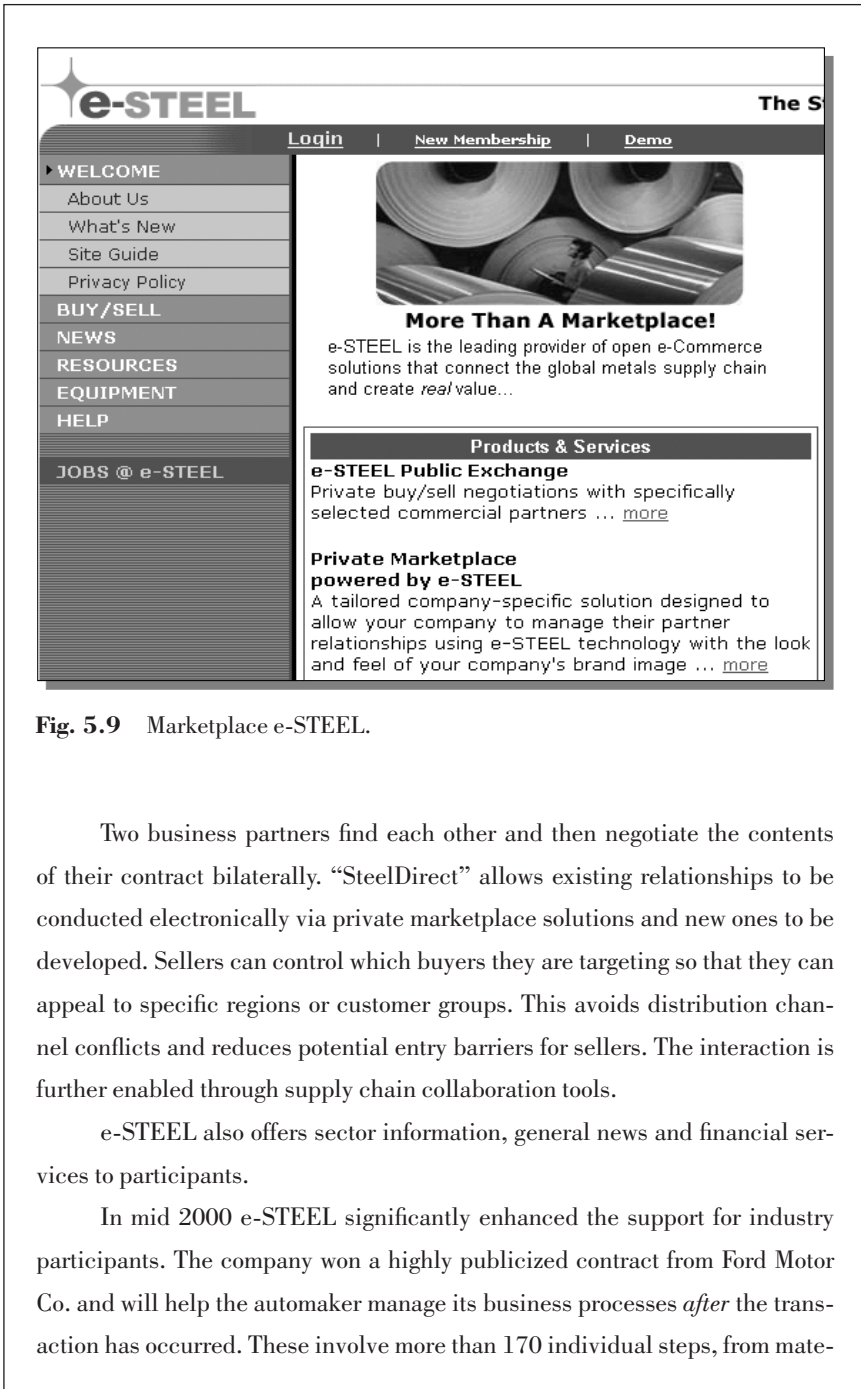 e-STEEL
The S
Login | New Membership | Demo
WELCOME
About Us
What's New
Site Guide
Privacy Policy
BUY/SELL
NEWS
RESOURCES
EQUIPMENT
HELP
JOBS @ e-STEEL
More Than A Marketplace!
e-STEEL is the leading provider of open e-Commerce
solutions that connect the global metals supply chain
and create real value...
Products & Services
e-STEEL Public Exchange
Private buy/sell negotiations with specifically
selected commercial partners ... more
Private Marketplace
powered by e-STEEL
A tailored company-specific solution designed to
allow your company to manage their partner
relationships using e-STEEL technology with the look
and feel of your company's brand image ... more
Fig. 5.9 Marketplace e-STEEL.
Two business partners find each other and then negotiate the contents
of their contract bilaterally. “SteelDirect” allows existing relationships to be
conducted electronically via private marketplace solutions and new ones to be
developed. Sellers can control which buyers they are targeting so that they can
appeal to specific regions or customer groups. This avoids distribution chan-
nel conflicts and reduces potential entry barriers for sellers. The interaction is
further enabled through supply chain collaboration tools.
e-STEEL also offers sector information, general news and financial ser-
vices to participants.
In mid 2000 e-STEEL significantly enhanced the support for industry
participants. The company won a highly publicized contract from Ford Motor
Co. and will help the automaker manage its business processes after the trans-
action has occurred. These involve more than 170 individual steps, from mate-